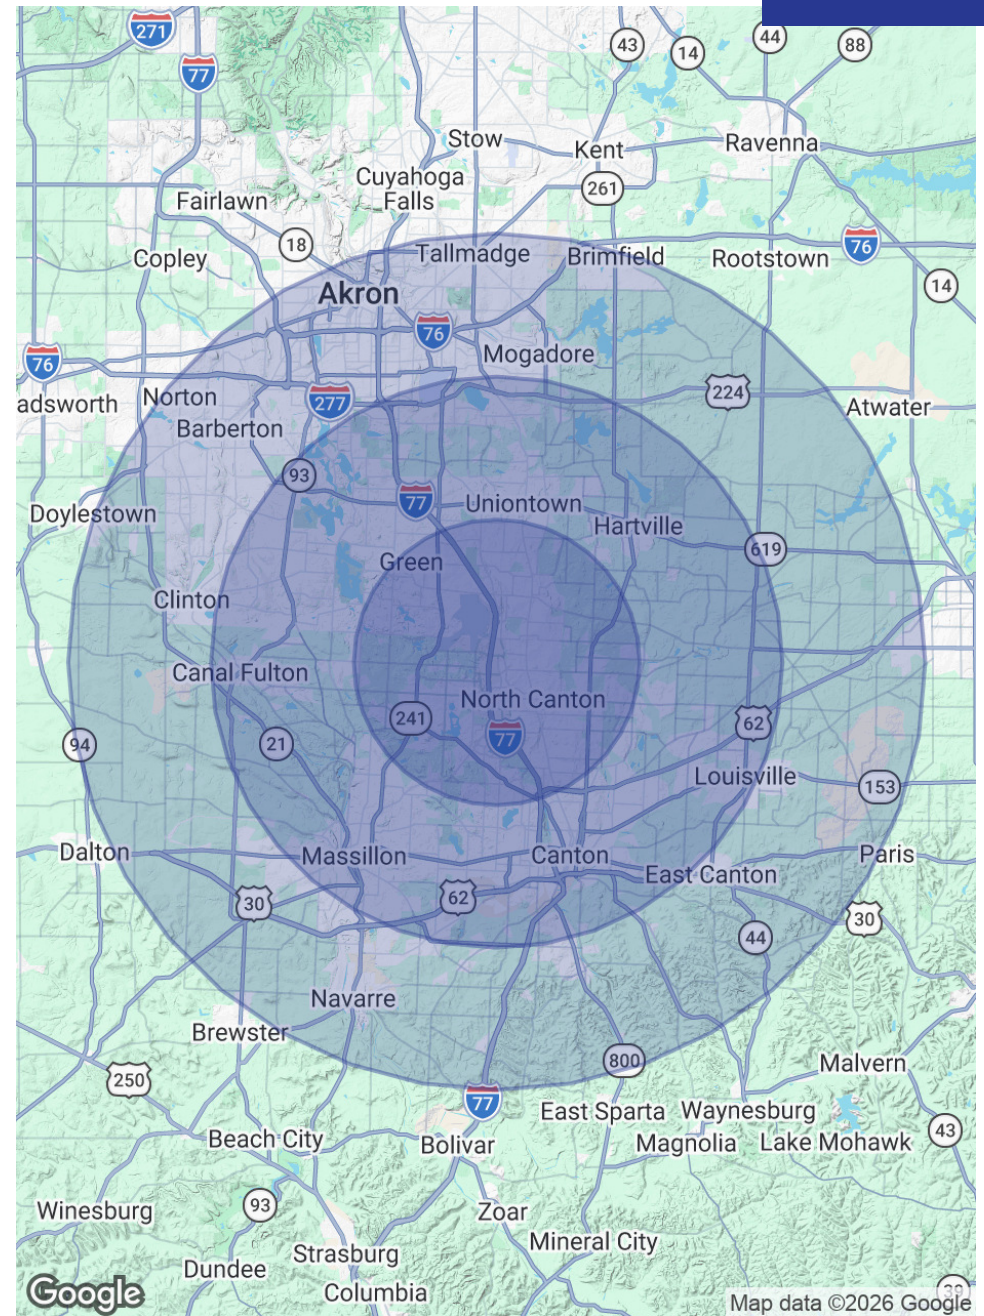 271
77
43
14
44
88
Stow
Kent
Ravenna
Cuyahoga
Falls
261
Fairlawn
18
Copley
Tallmadge
Brimfield
Rootstown
76
14
Akron
76
Mogadore
76
277
224
adsworth
Norton
Atwater
Barberton
93
77
Uniontown
Doylestown
Hartville
619
Green
Clinton
Canal Fulton
North Canton
241
62
94
21
77
Louisville
153
Dalton
Massillon
Canton
Paris
East Canton
30
62
30
44
Navarre
Brewster
800
Malvern
250
77
East Sparta
Waynesburg
43
Beach City
Bolivar
Magnolia
Lake Mohawk
93
Winesburg
Zoar
Mineral City
Strasburg
Dundee
Columbia
39
Google
Map data ©2026 Google